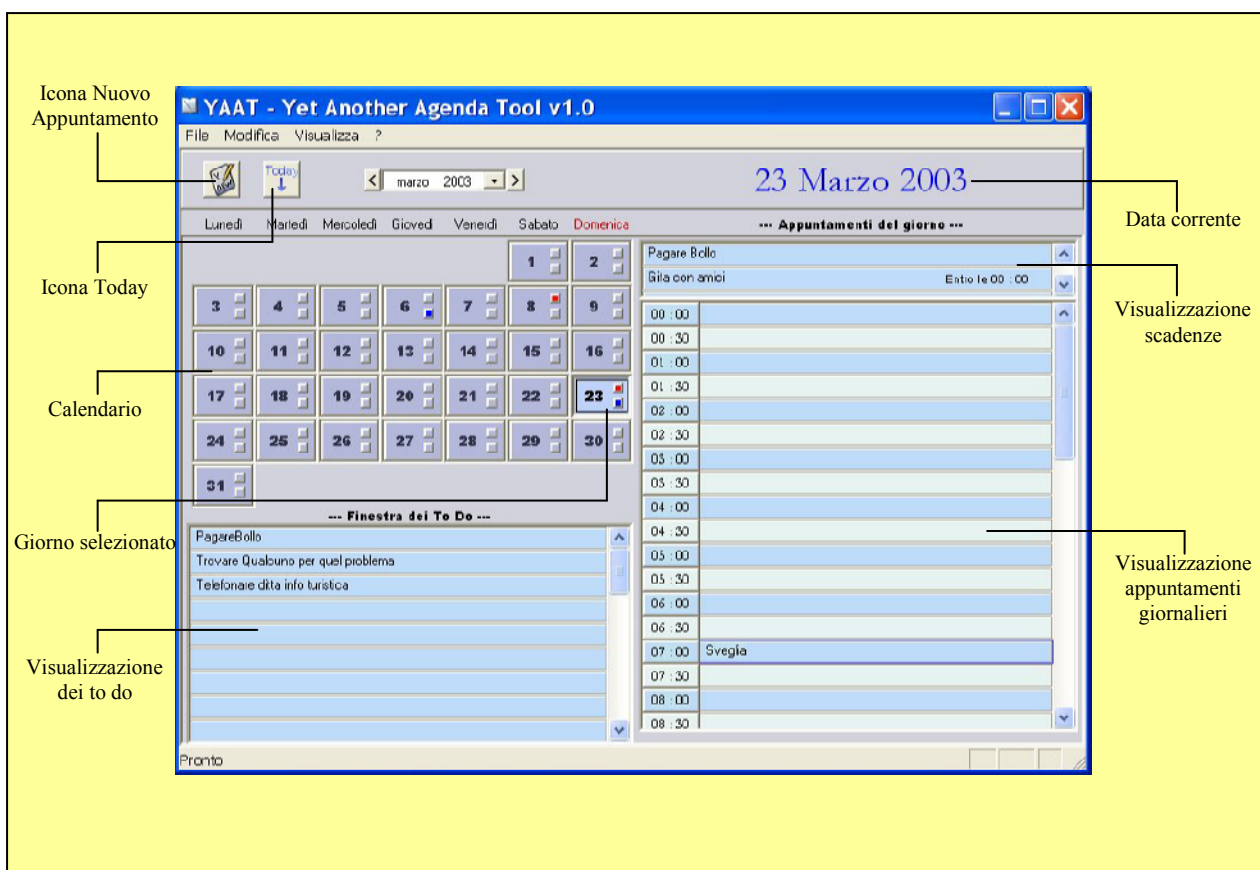 Icona Nuovo
Appuntamento
Icona Today
Calendario
Giorno selezionato
Visualizzazione
dei to do
YAAT - Yet Another Agenda Tool v1.0
File Modifica Visualizza ?
Today
marzo 2003
23 Marzo 2003
Lunedì Martedì Mercoledì Giovedì Venerdì Sabato Domenica
1 2
3 4 5 6 7 8 9
10 11 12 13 14 15 16
17 18 19 20 21 22 23
24 25 26 27 28 29 30
31
--- Finestra dei To Do ---
PagareBollo
Trovare Qualcuno per quel problema
Telefonare ditta info turistica
--- Appuntamenti del giorno ---
Pagare Bollo
Gita con amici Entro le 00 : 00
00 : 00
00 : 30
01 : 00
01 : 30
02 : 00
02 : 30
03 : 00
03 : 30
04 : 00
04 : 30
05 : 00
05 : 30
06 : 00
06 : 30
07 : 00 Sveglia
07 : 30
08 : 00
08 : 30
Pronto
Data corrente
Visualizzazione
scadenze
Visualizzazione
appuntamenti
giornalieri